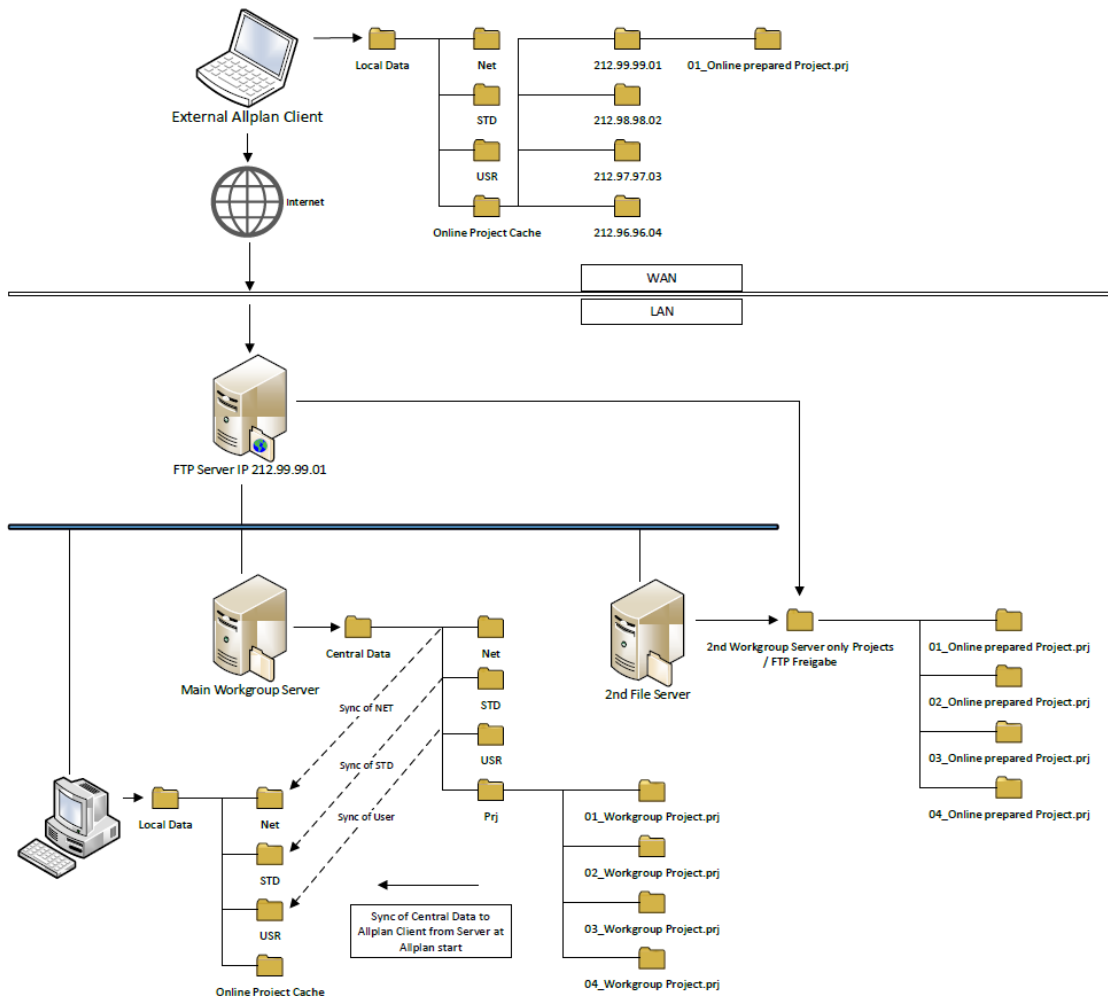 Local Data
Net
212.99.99.01
01_Online prepared Project.prj
External Allplan Client
STD
212.98.98.02
USR
212.97.97.03
Internet
Online Project Cache
212.96.96.04
WAN
LAN
FTP Server IP 212.99.99.01
Main Workgroup Server
Central Data
Net
2nd File Server
2nd Workgroup Server only Projects
/ FTP Freigabe
01_Online prepared Project.prj
Sync of NET
STD
02_Online prepared Project.prj
Sync of STD
USR
03_Online prepared Project.prj
Local Data
Net
Sync of User
Prj
01_Workgroup Project.prj
04_Online prepared Project.prj
STD
02_Workgroup Project.prj
Sync of Central Data to
Allplan Client from Server at
Allplan start
USR
03_Workgroup Project.prj
Online Project Cache
04_Workgroup Project.prj